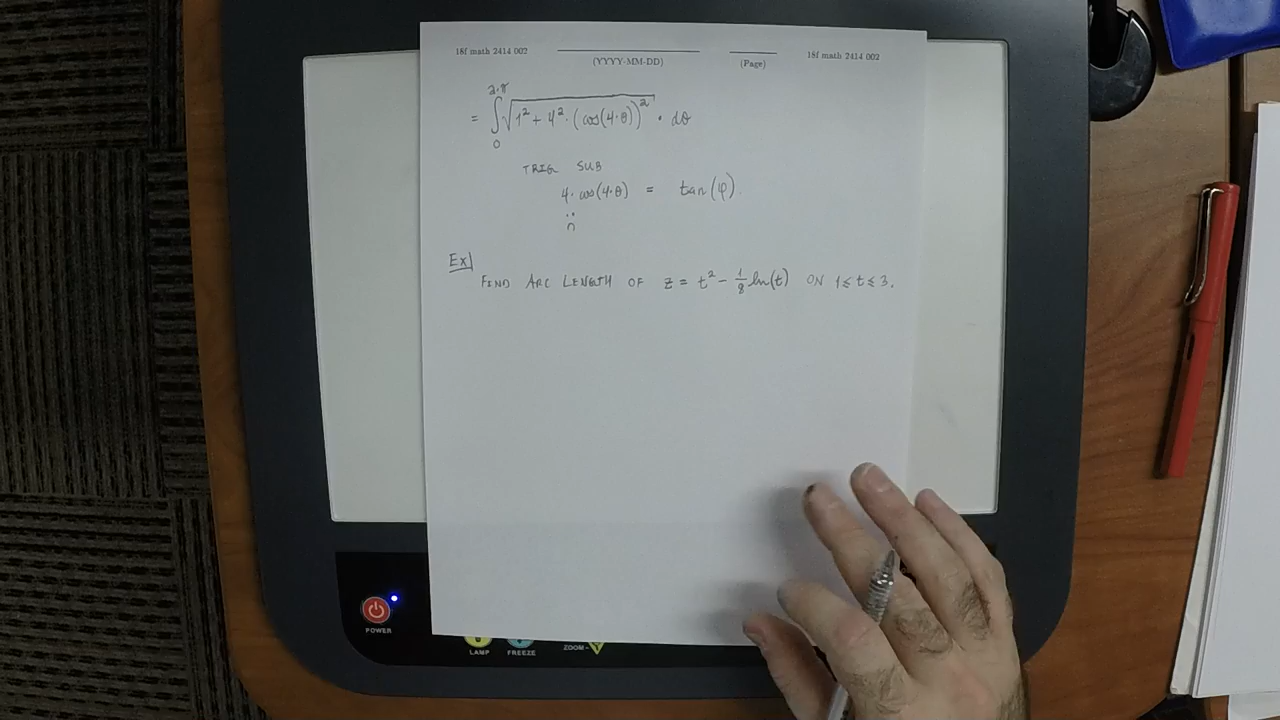 18f math 2414 002 (YYYY-MM-DD) (Page) 18f math 2414 002
= ∫₀^{2·π} √(1² + 4²·(cos(4·θ))²) · dθ
TRIG SUB
4·cos(4·θ) = tan(φ).
Ex|
FIND ARC LENGTH OF z = t² - 1/8 ln(t) ON 1 ≤ t ≤ 3.
POWER
LAMP FREEZE ZOOM-